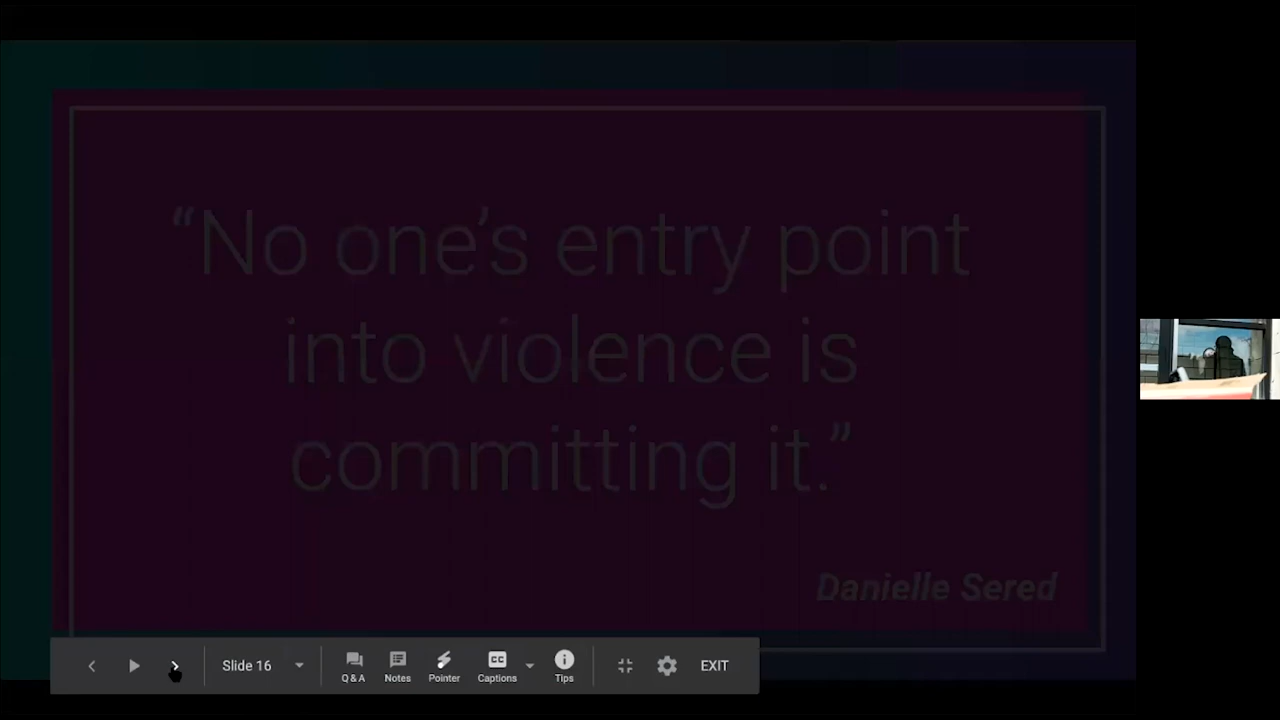 “No one’s entry point
into violence is
committing it.”
Danielle Sered
Slide 16
Q & A
Notes
Pointer
Captions
Tips
EXIT